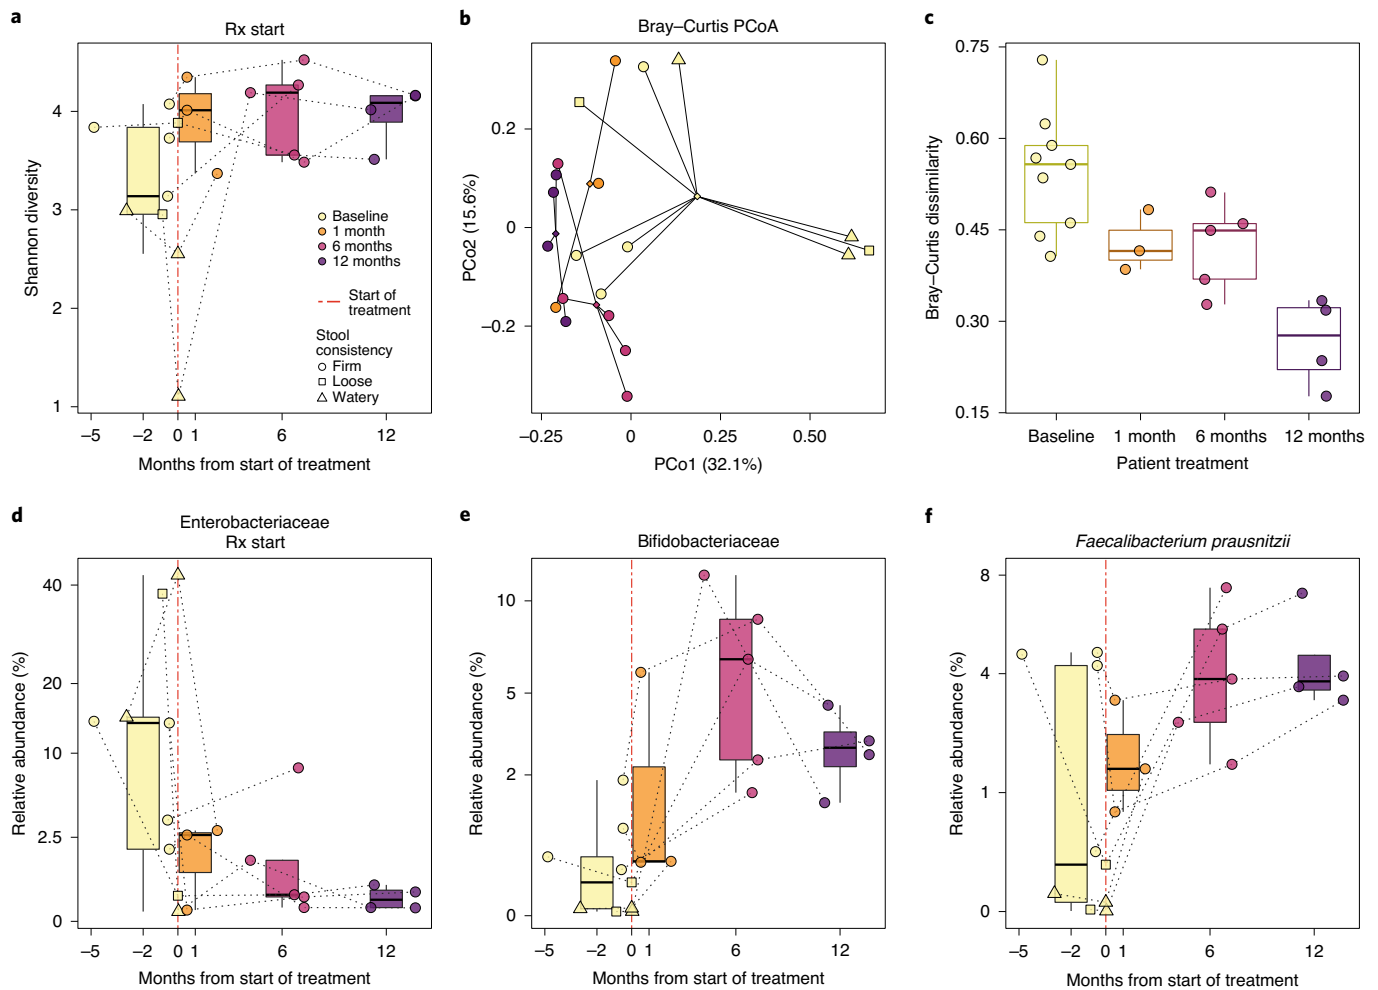 a
Rx start
Shannon diversity
4
3
2
1
−5
−2
0
1
6
12
Months from start of treatment
Baseline
1 month
6 months
12 months
Start of
treatment
Stool
consistency
Firm
Loose
Watery
b
Bray–Curtis PCoA
PCo2 (15.6%)
0.2
0
−0.2
−0.25
0
0.25
0.50
PCo1 (32.1%)
c
Bray–Curtis dissimilarity
0.75
0.60
0.45
0.30
0.15
Baseline
1 month
6 months
12 months
Patient treatment
d
Enterobacteriaceae
Rx start
Relative abundance (%)
40
20
10
2.5
0
−5
−2
0
1
6
12
Months from start of treatment
e
Bifidobacteriaceae
Relative abundance (%)
10
5
2
0
−5
−2
0
1
6
12
Months from start of treatment
f
Faecalibacterium prausnitzii
Relative abundance (%)
8
4
1
0
−5
−2
0
1
6
12
Months from start of treatment